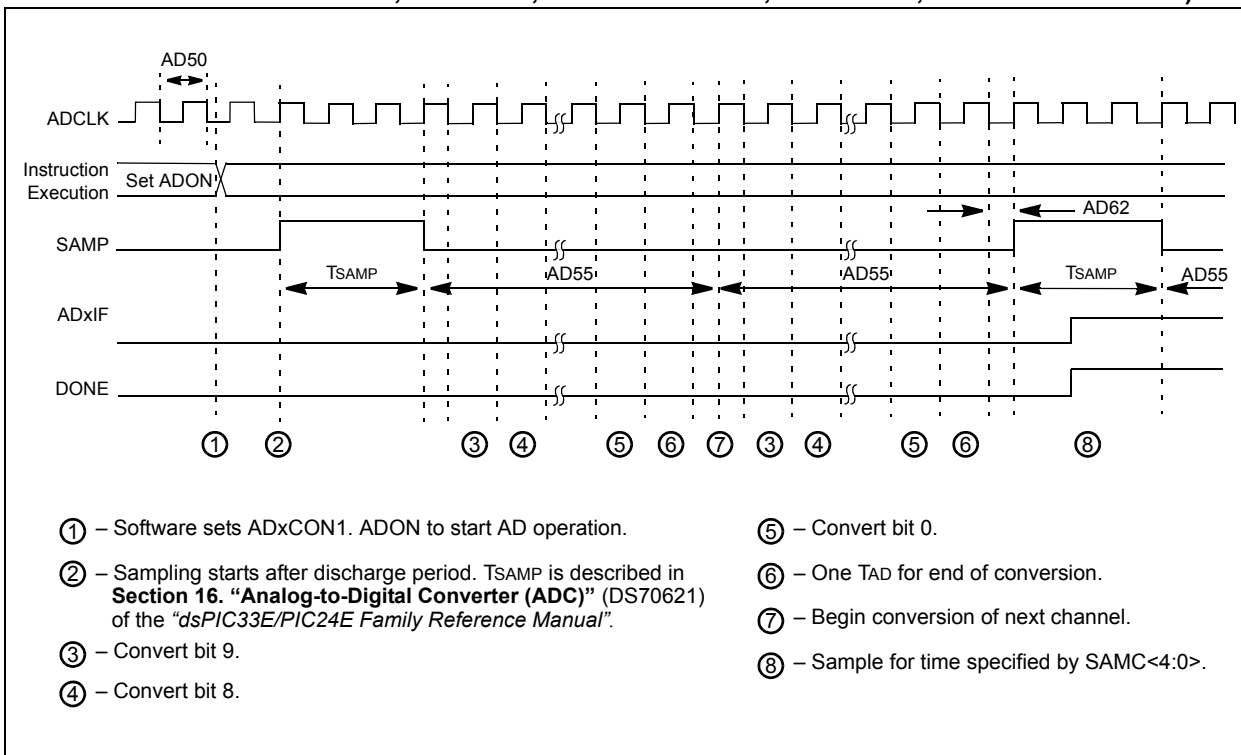 AD50
ADCLK
Instruction
Execution
Set ADON
AD62
SAMP
TSAMP
AD55
AD55
TSAMP
AD55
ADxIF
DONE
1 2 3 4 5 6 7 3 4 5 6 8
1 – Software sets ADxCON1. ADON to start AD operation.
2 – Sampling starts after discharge period. TSAMP is described in
Section 16. “Analog-to-Digital Converter (ADC)” (DS70621)
of the “dsPIC33E/PIC24E Family Reference Manual”.
3 – Convert bit 9.
4 – Convert bit 8.
5 – Convert bit 0.
6 – One TAD for end of conversion.
7 – Begin conversion of next channel.
8 – Sample for time specified by SAMC<4:0>.